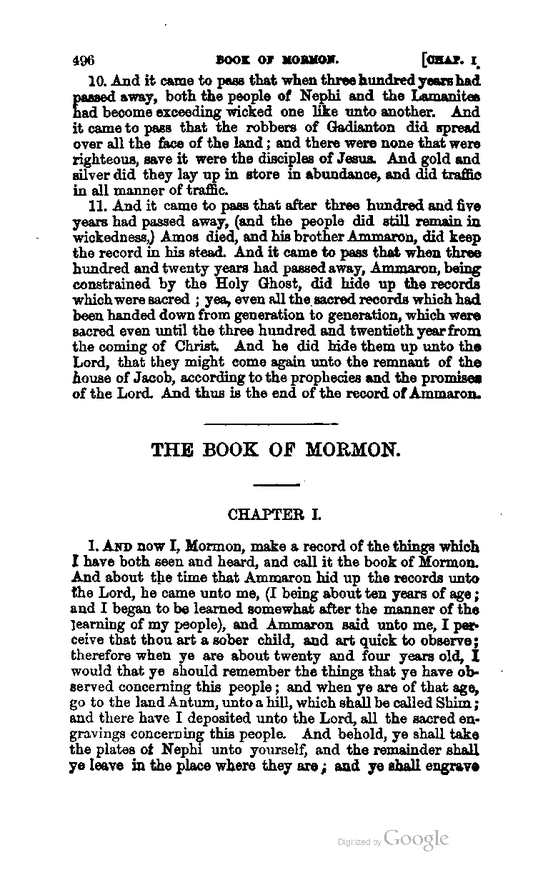 496 BOOK OF MORMON. [CHAP. I.
10. And it came to pass that when three hundred years had
passed away, both the people of Nephi and the Lamanites
had become exceeding wicked one like unto another. And
it came to pass that the robbers of Gadianton did spread
over all the face of the land; and there were none that were
righteous, save it were the disciples of Jesus. And gold and
silver did they lay up in store in abundance, and did traffic
in all manner of traffic.
11. And it came to pass that after three hundred and five
years had passed away, (and the people did still remain in
wickedness,) Amos died, and his brother Ammaron, did keep
the record in his stead. And it came to pass that when three
hundred and twenty years had passed away, Ammaron, being
constrained by the Holy Ghost, did hide up the records
which were sacred; yea, even all the sacred records which had
been handed down from generation to generation, which were
sacred even until the three hundred and twentieth year from
the coming of Christ. And he did hide them up unto the
Lord, that they might come again unto the remnant of the
house of Jacob, according to the prophecies and the promises
of the Lord. And thus is the end of the record of Ammaron.
THE BOOK OF MORMON.
CHAPTER I.
1. AND now I, Mormon, make a record of the things which
I have both seen and heard, and call it the book of Mormon.
And about the time that Ammaron hid up the records unto
the Lord, he came unto me, (I being about ten years of age;
and I began to be learned somewhat after the manner of the
learning of my people), and Ammaron said unto me, I per-
ceive that thou art a sober child, and art quick to observe;
therefore when ye are about twenty and four years old, I
would that ye should remember the things that ye have ob-
served concerning this people; and when ye are of that age,
go to the land Antum, unto a hill, which shall be called Shim;
and there have I deposited unto the Lord, all the sacred en-
gravings concerning this people. And behold, ye shall take
the plates of Nephi unto yourself, and the remainder shall
ye leave in the place where they are; and ye shall engrave
Digitized by Google